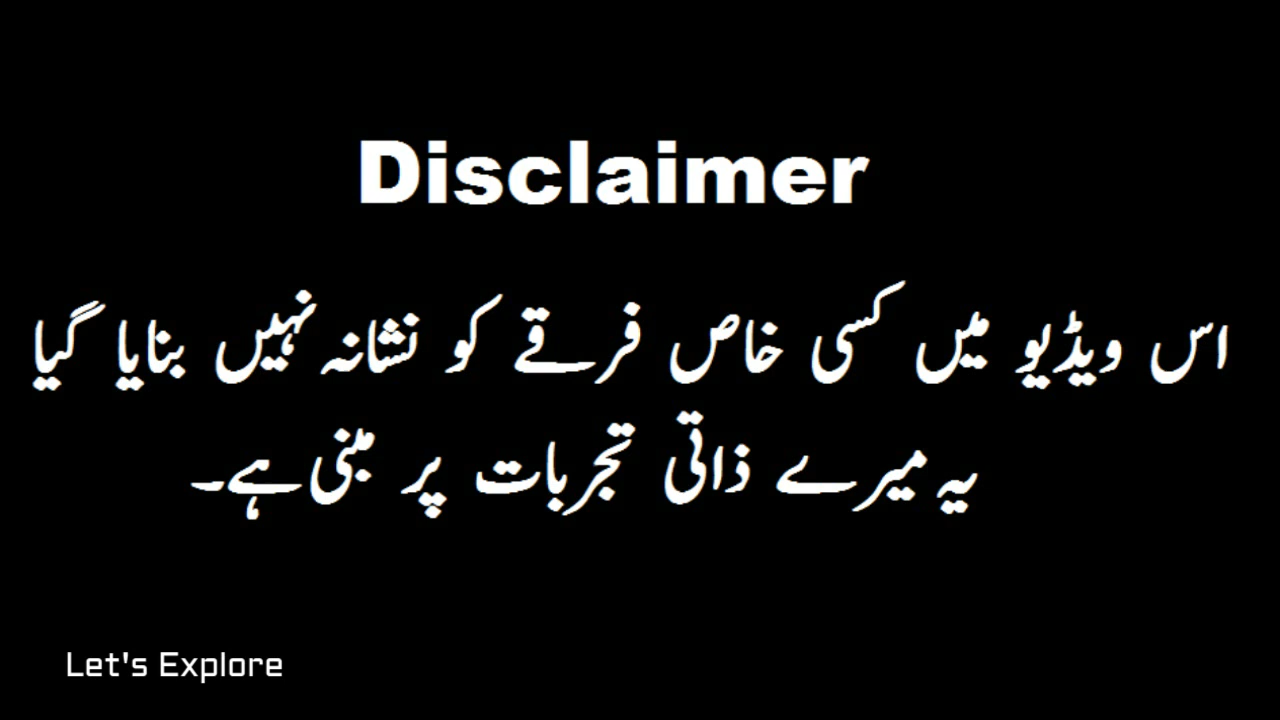 Disclaimer
اس ویڈیو میں کسی خاص فرقے کو نشانہ نہیں بنایا گیا
یہ میرے ذاتی تجربات پر مبنی ہے۔
Let's Explore